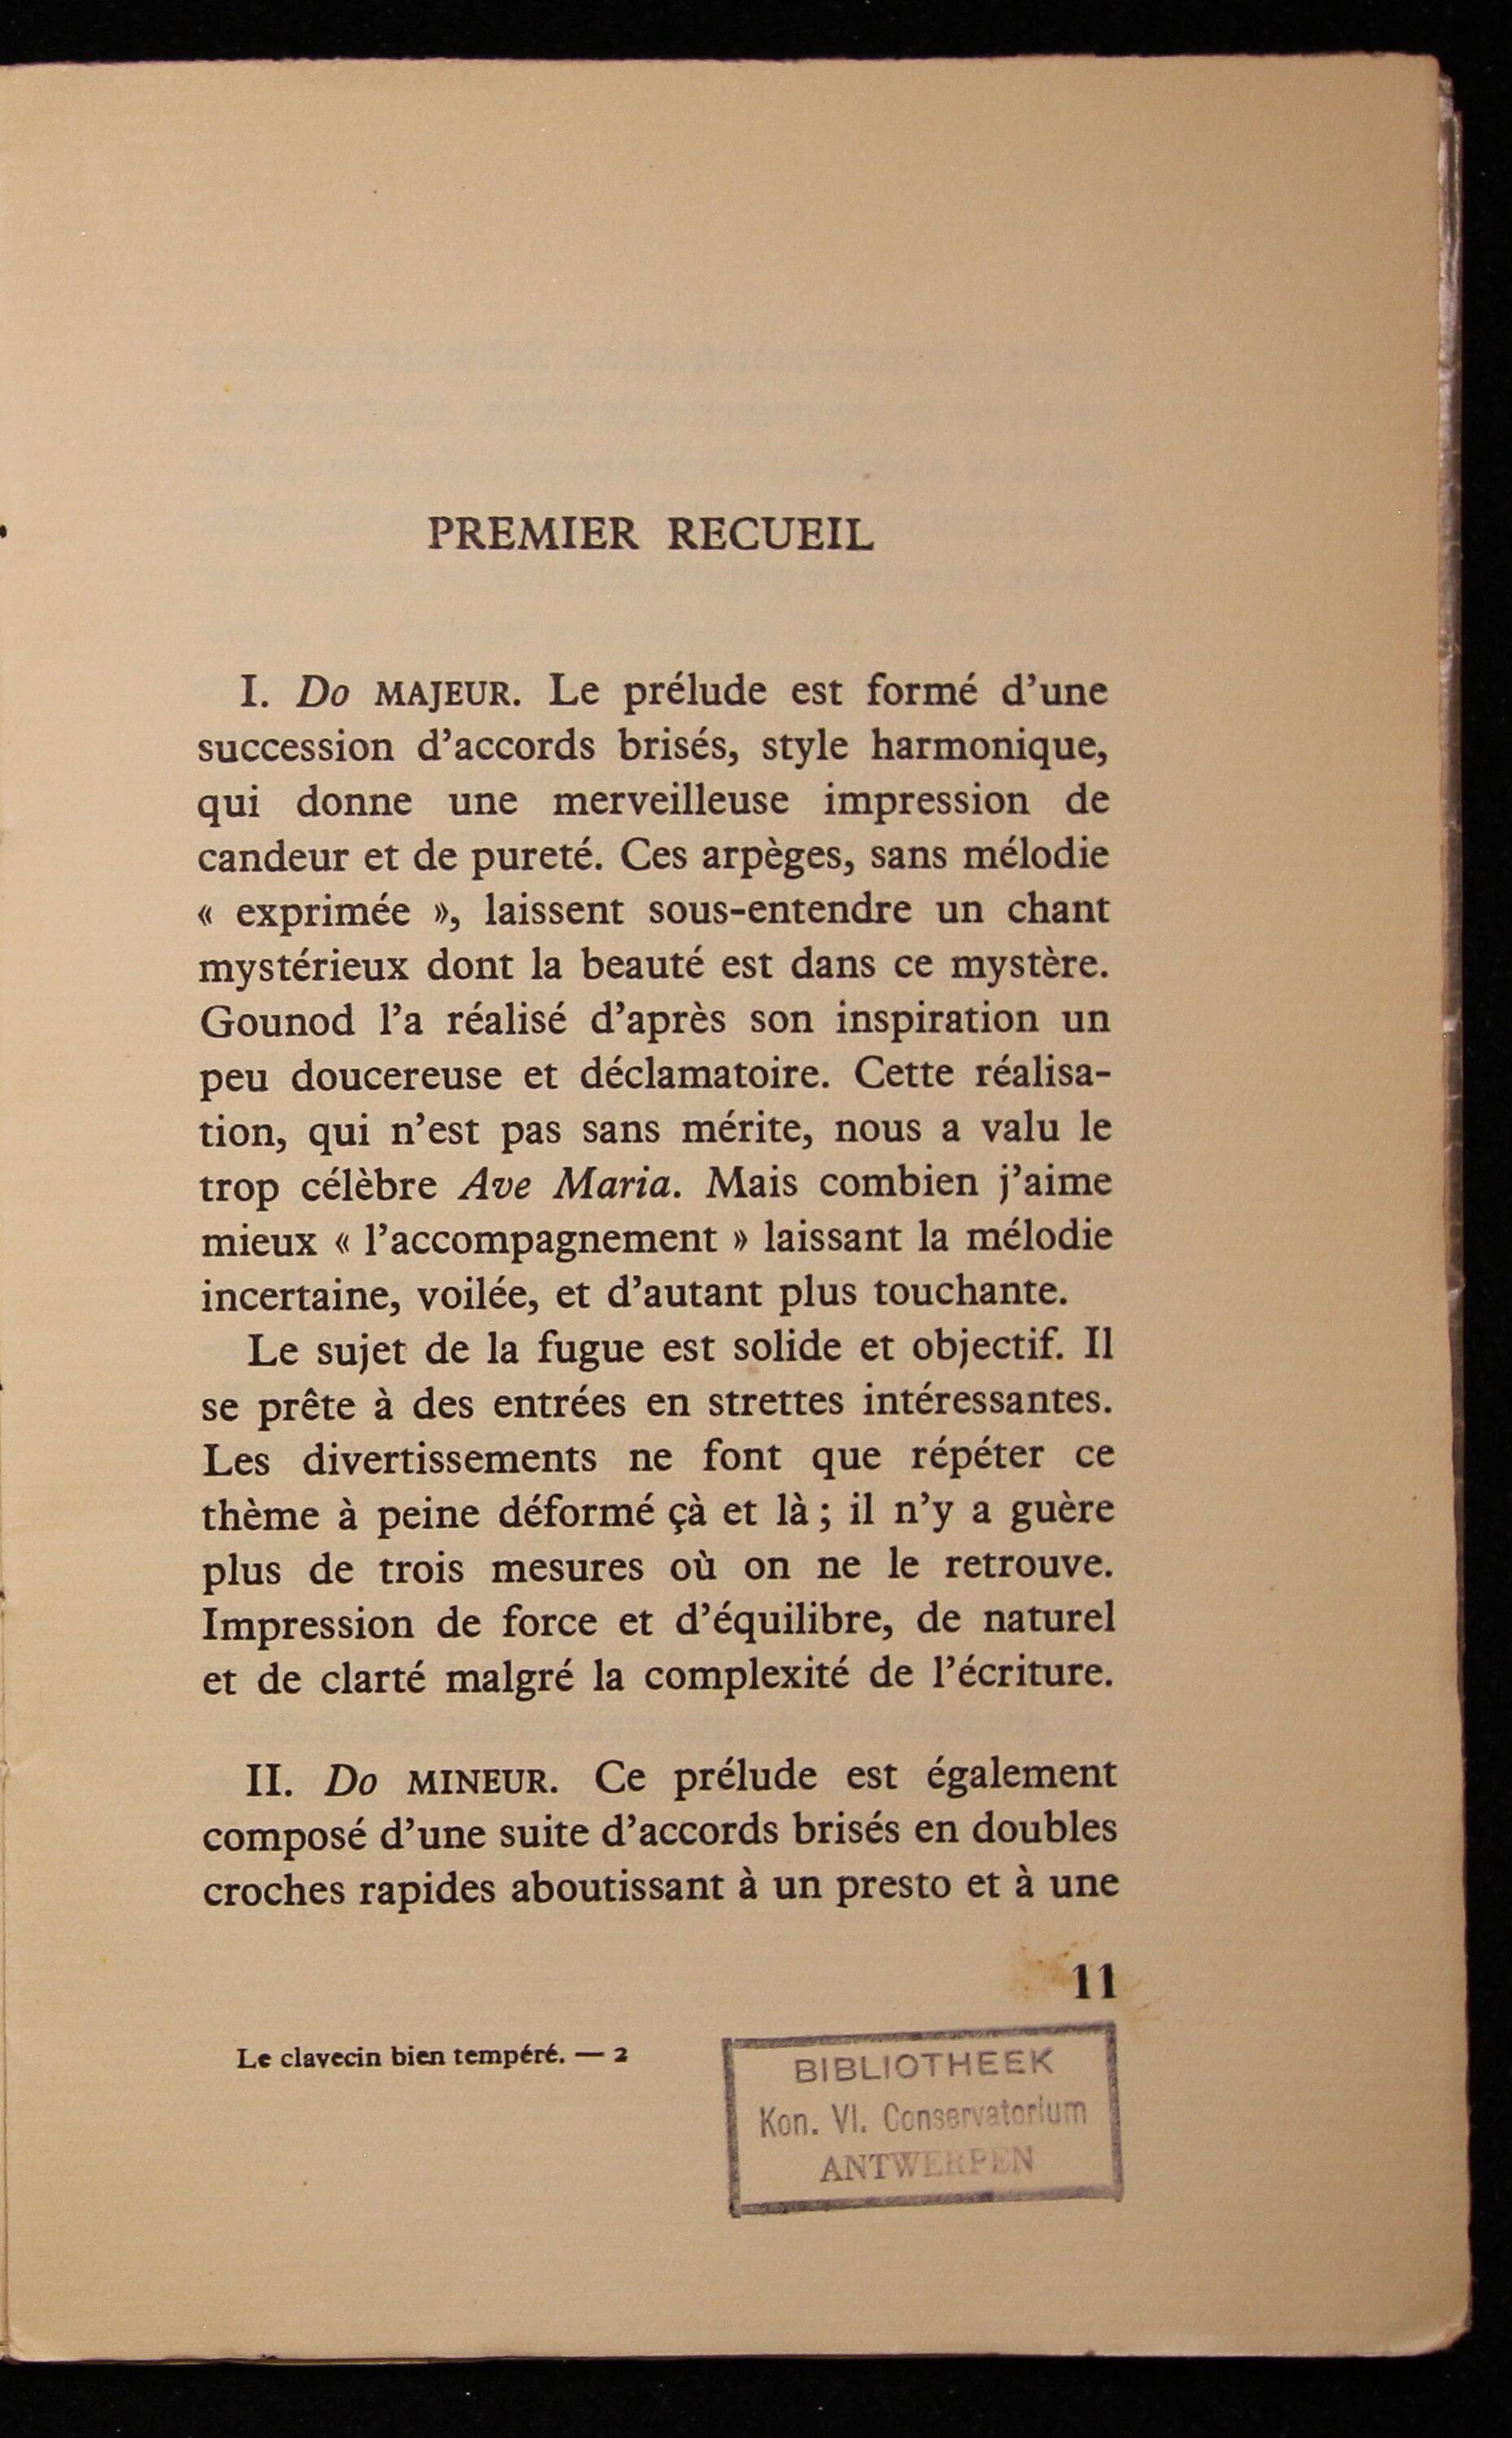 PREMIER RECUEIL
I. Do MAJEUR. Le prélude est formé d’une
succession d’accords brisés, style harmonique,
qui donne une merveilleuse impression de
candeur et de pureté. Ces arpèges, sans mélodie
« exprimée », laissent sous-entendre un chant
mystérieux dont la beauté est dans ce mystère.
Gounod l’a réalisé d’après son inspiration un
peu doucereuse et déclamatoire. Cette réalisa-
tion, qui n’est pas sans mérite, nous a valu le
trop célèbre Ave Maria. Mais combien j’aime
mieux « l’accompagnement » laissant la mélodie
incertaine, voilée, et d’autant plus touchante.
Le sujet de la fugue est solide et objectif. Il
se prête à des entrées en strettes intéressantes.
Les divertissements ne font que répéter ce
thème à peine déformé çà et là ; il n’y a guère
plus de trois mesures où on ne le retrouve.
Impression de force et d’équilibre, de naturel
et de clarté malgré la complexité de l’écriture.
II. Do MINEUR. Ce prélude est également
composé d’une suite d’accords brisés en doubles
croches rapides aboutissant à un presto et à une
11
Le clavecin bien tempéré. — 2
BIBLIOTHEEK
Kon. Vl. Conservatorium
ANTWERPEN